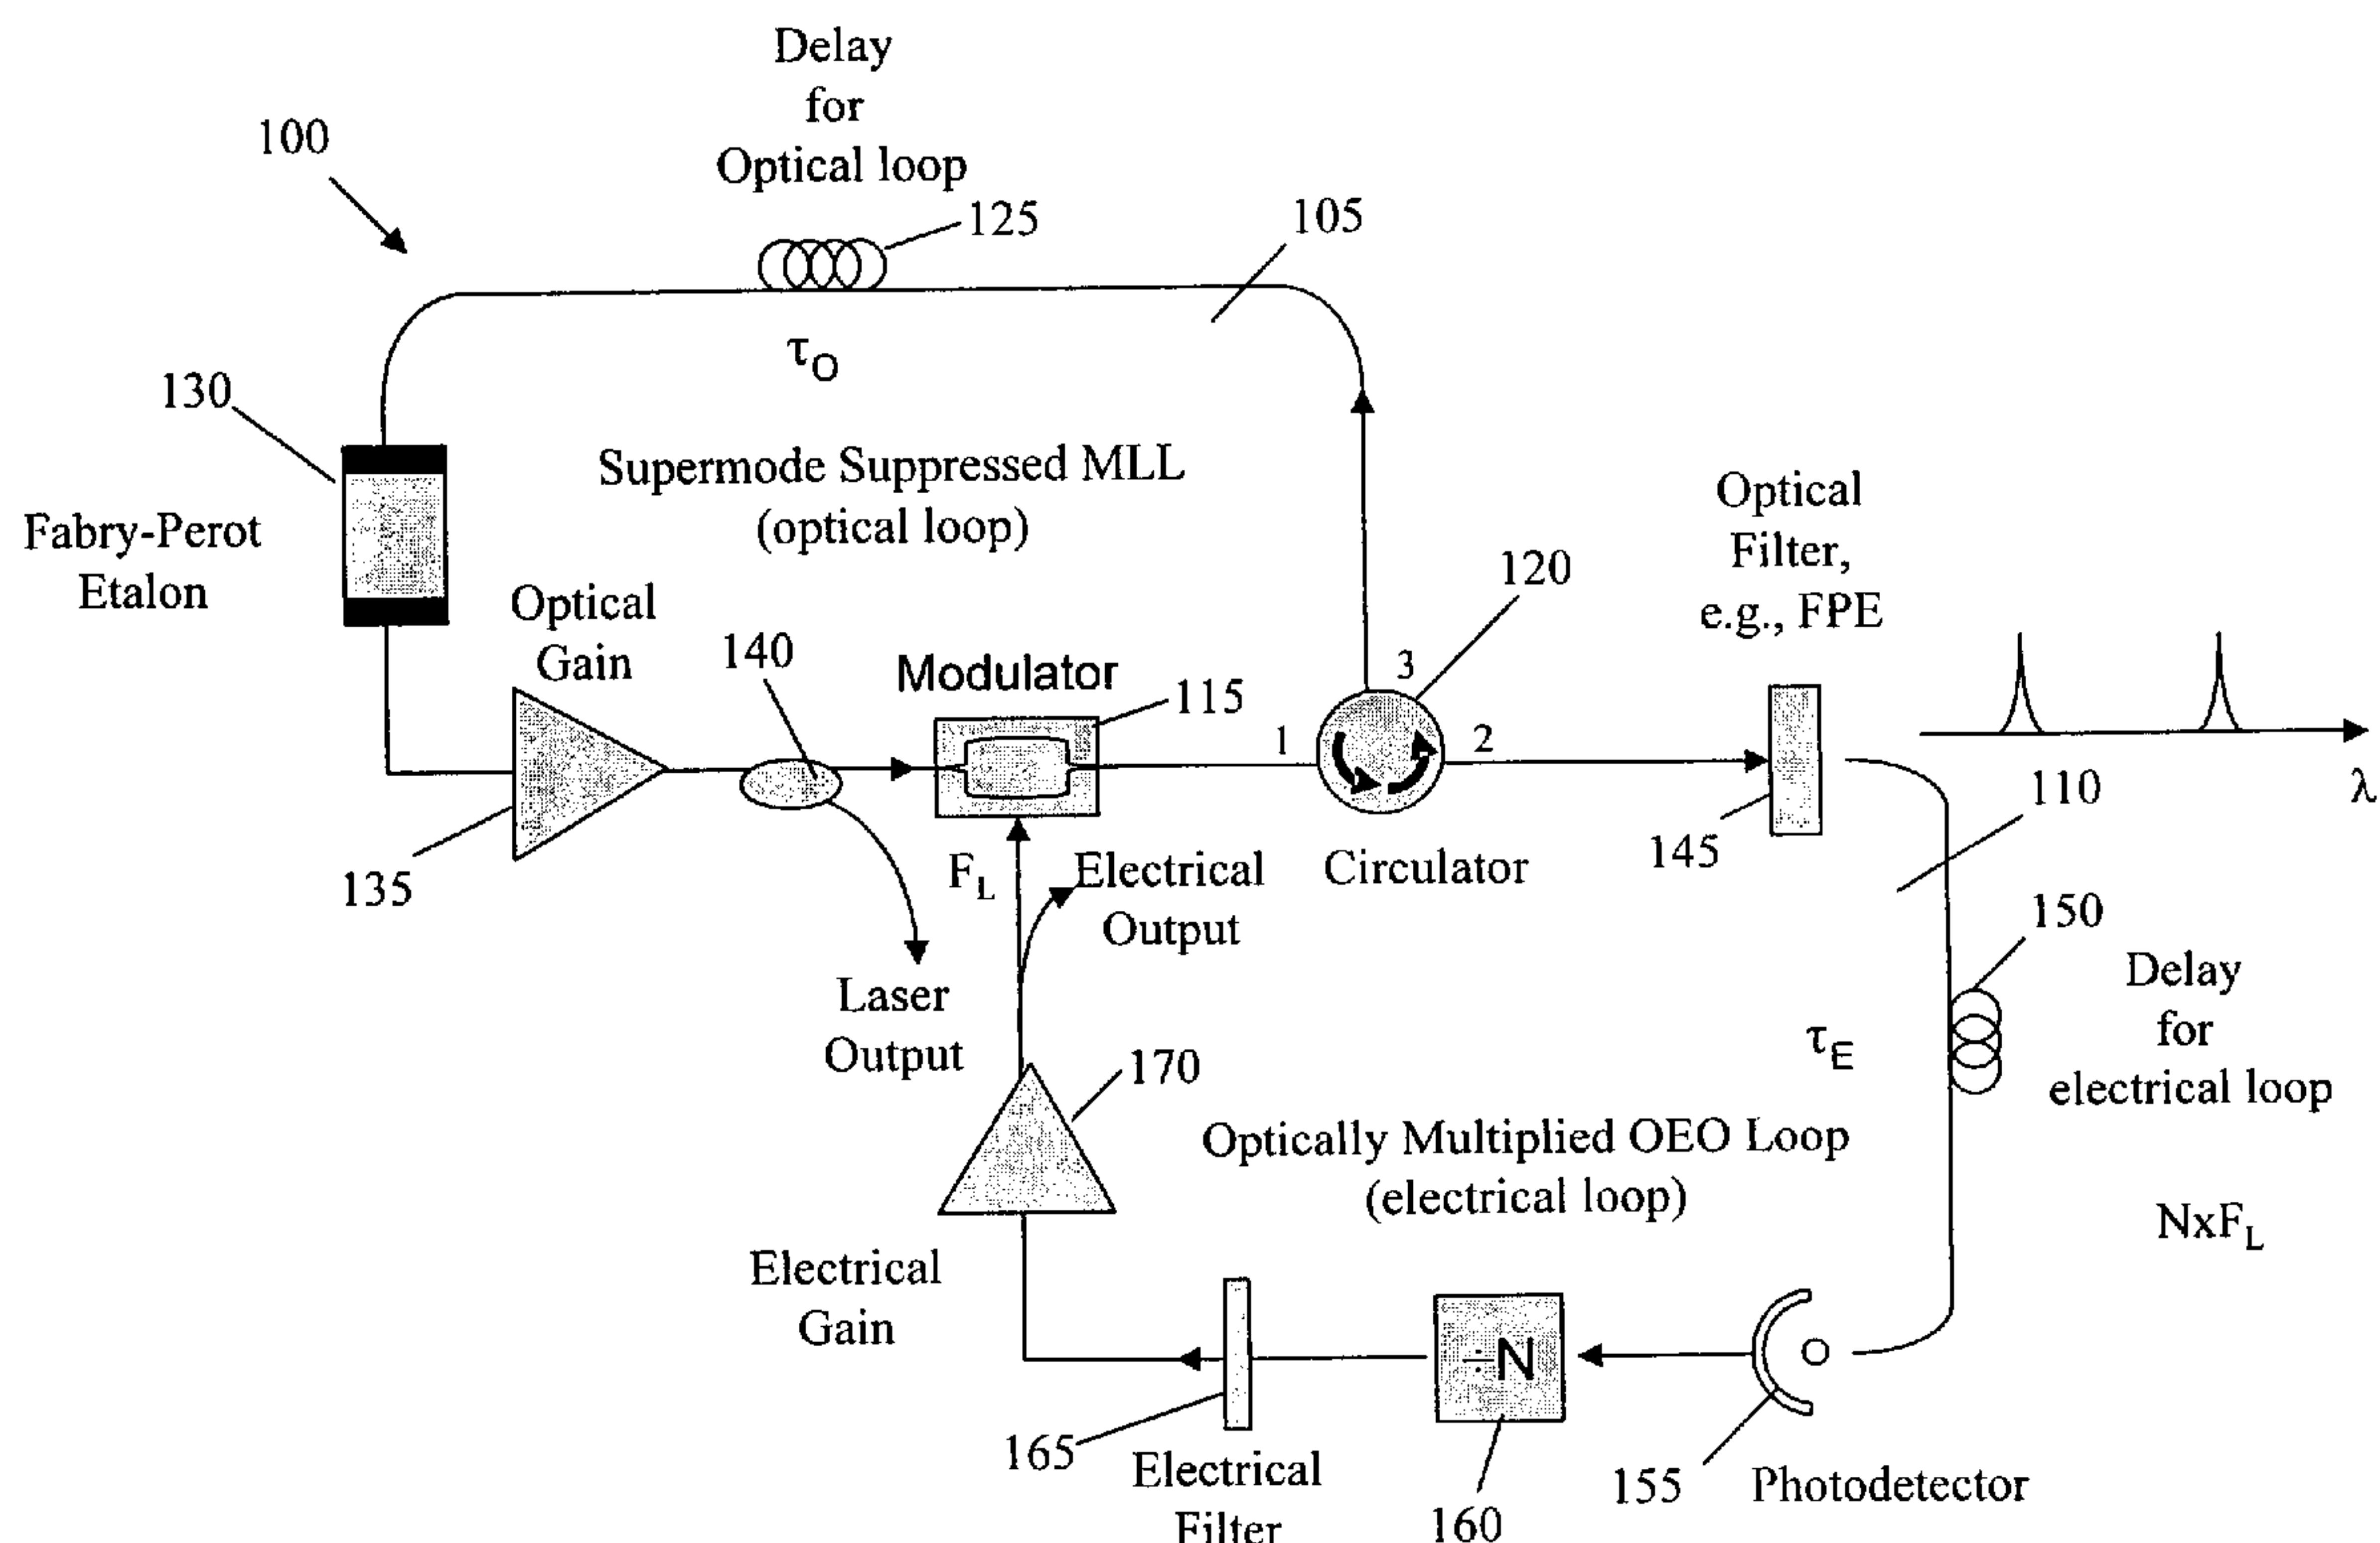 Delay
for
Optical loop
100
125
105
τO
130
Supermode Suppressed MLL
(optical loop)
Fabry-Perot
Etalon
Optical
Gain
140
Modulator
115
120
Optical
Filter,
e.g., FPE
3
1
2
λ
135
FL
Electrical
Output
Circulator
145
110
150
Laser
Output
Delay
for
electrical loop
τE
170
Optically Multiplied OEO Loop
(electrical loop)
NxFL
Electrical
Gain
÷N
165
Electrical
Filter
160
155
Photodetector